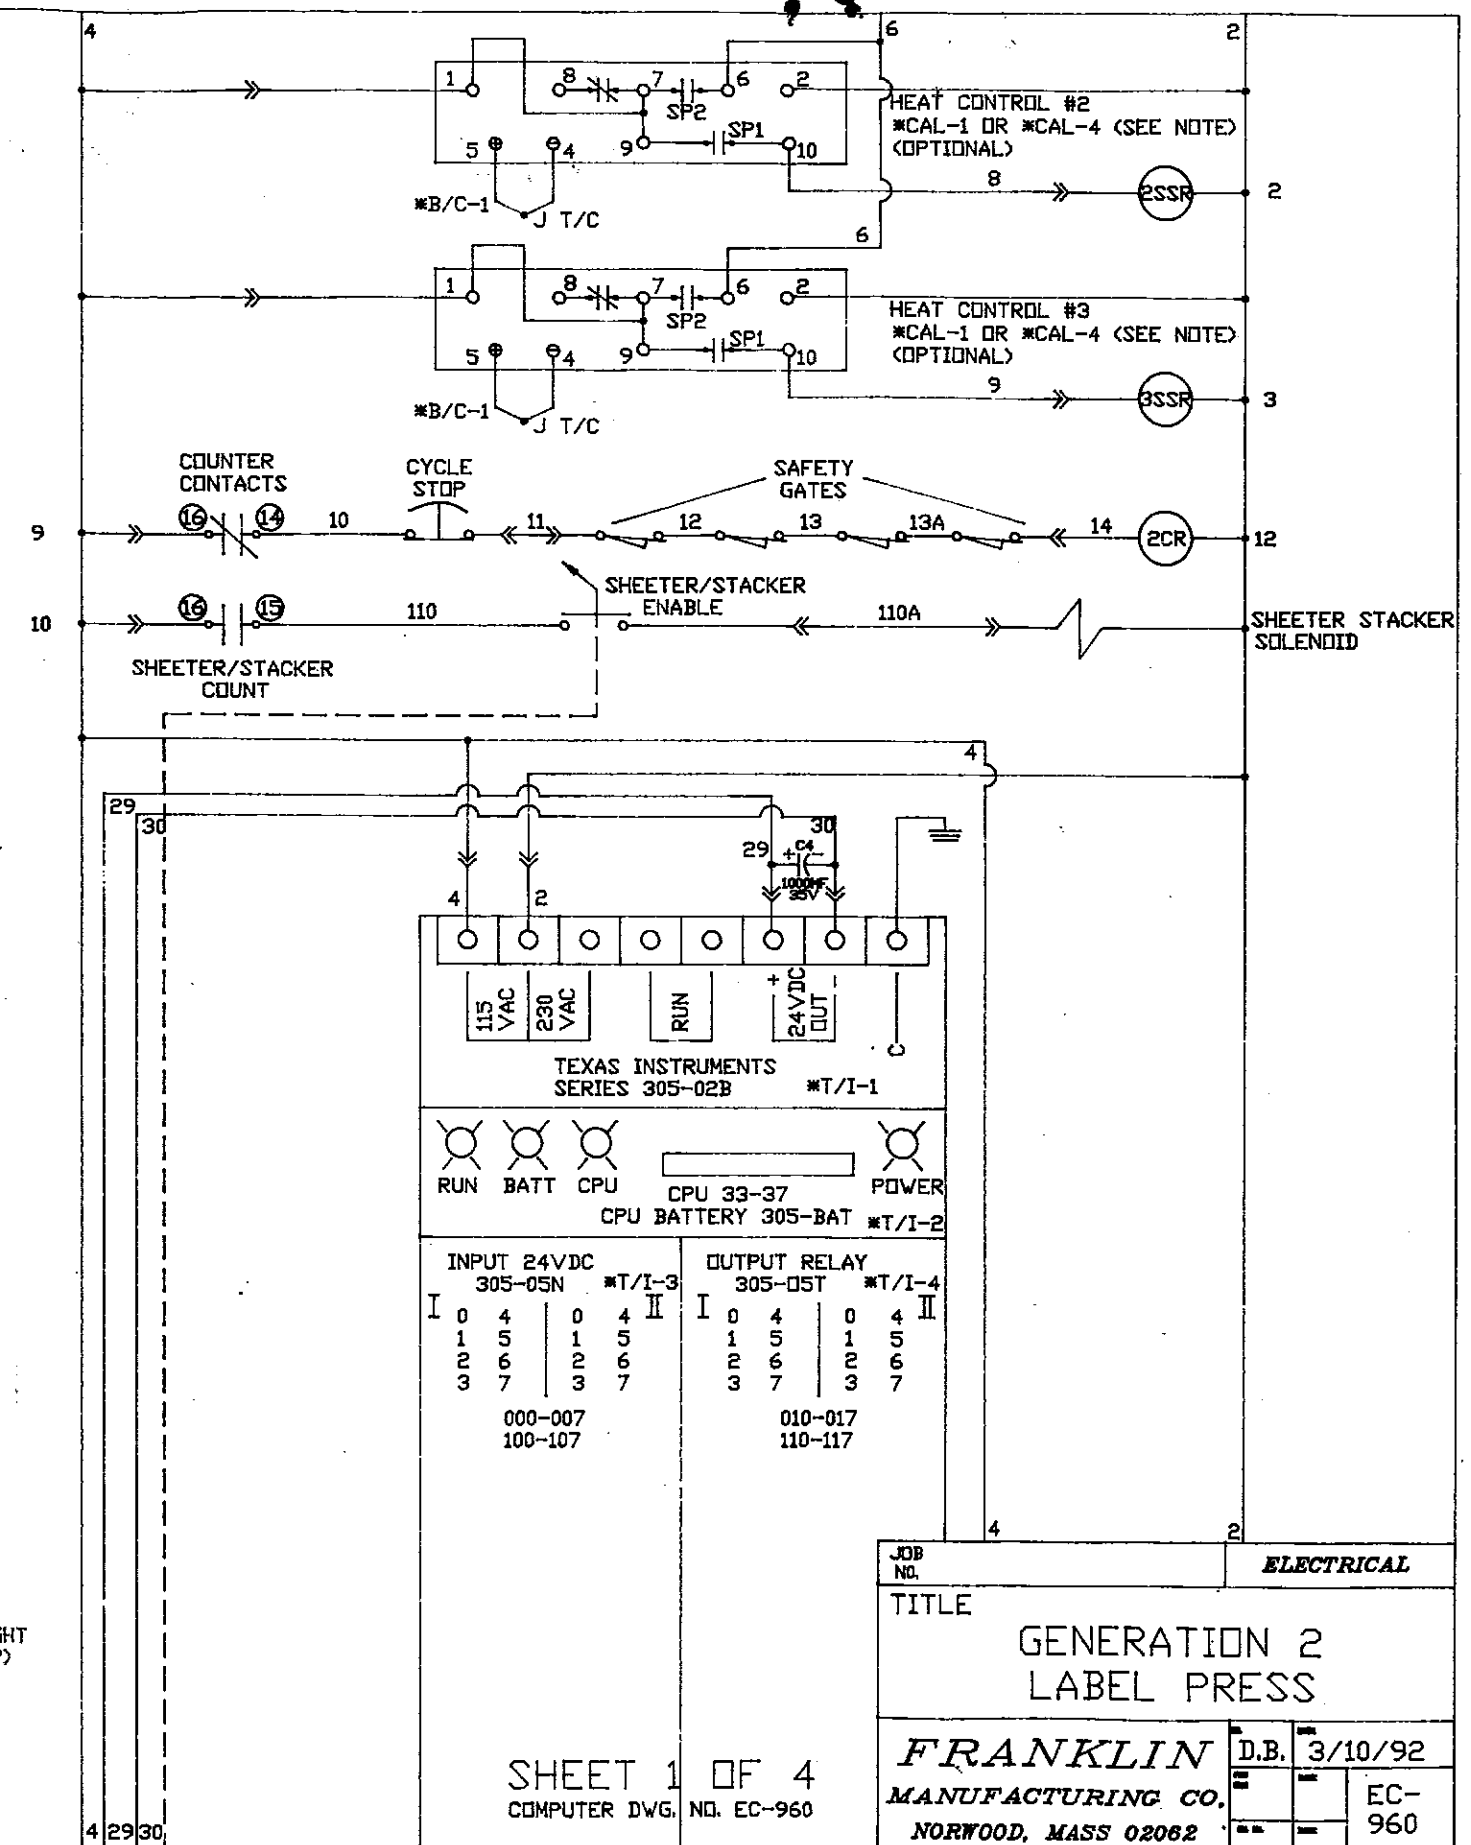 4
6
2
1
8
7
6
2
SP2
HEAT CONTROL #2
*CAL-1 OR *CAL-4 (SEE NOTE)
(OPTIONAL)
5
4
9
SP1
10
*B/C-1
J T/C
8
2SSR
2
6
1
8
7
6
2
SP2
HEAT CONTROL #3
*CAL-1 OR *CAL-4 (SEE NOTE)
(OPTIONAL)
5
4
9
SP1
10
*B/C-1
J T/C
9
3SSR
3
COUNTER
CONTACTS
CYCLE
STOP
SAFETY
GATES
9
16
14
10
11
12
13
13A
14
2CR
12
SHEETER/STACKER
ENABLE
10
16
15
110
110A
SHEETER STACKER
SOLENOID
SHEETER/STACKER
COUNT
4
29
30
30
29
+ C4 -
35V
4
2
115
VAC
230
VAC
RUN
+ -
24VDC
OUT
TEXAS INSTRUMENTS
SERIES 305-02B *T/I-1
RUN BATT CPU
POWER
CPU 33-37
CPU BATTERY 305-BAT *T/I-2
INPUT 24VDC
305-05N *T/I-3
I 0 4 0 4 II
1 5 1 5
2 6 2 6
3 7 3 7
000-007
100-107
OUTPUT RELAY
305-05T *T/I-4
I 0 4 0 4 II
1 5 1 5
2 6 2 6
3 7 3 7
010-017
110-117
4
2
JOB
NO.
ELECTRICAL
TITLE
GENERATION 2
LABEL PRESS
FRANKLIN
MANUFACTURING CO.
NORWOOD, MASS 02062
D.B.
3/10/92
EC-
960
SHEET 1 OF 4
COMPUTER DWG. NO. EC-960
4 29 30